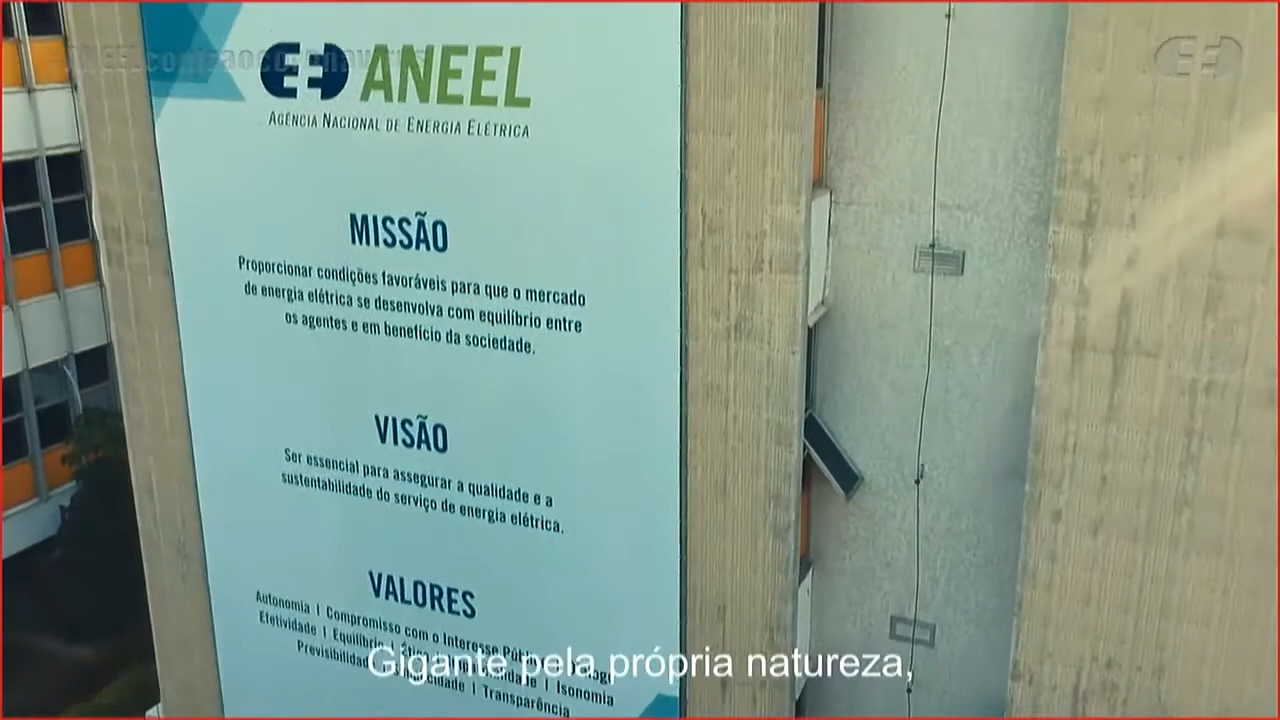 ANEEL
AGÊNCIA NACIONAL DE ENERGIA ELÉTRICA
MISSÃO
Proporcionar condições favoráveis para que o mercado
de energia elétrica se desenvolva com equilíbrio entre
os agentes e em benefício da sociedade.
VISÃO
Ser essencial para assegurar a qualidade e a
sustentabilidade do serviço de energia elétrica.
VALORES
Autonomia | Compromisso com o Interesse
Efetividade | Equilíbrio | Isonomia
| Transparência
Gigante pela própria natureza,